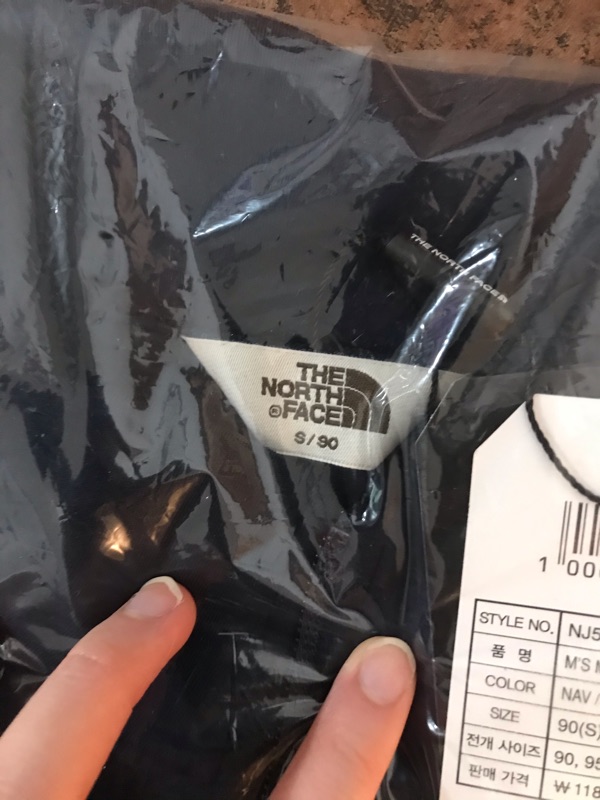 THE NORTH FACE
THE
NORTH
FACE
S/90
1 00
STYLE NO. NJ5
품 명 M'S
COLOR NAV /
SIZE 90(S)
전개 사이즈 90, 95
판매 가격 ₩118